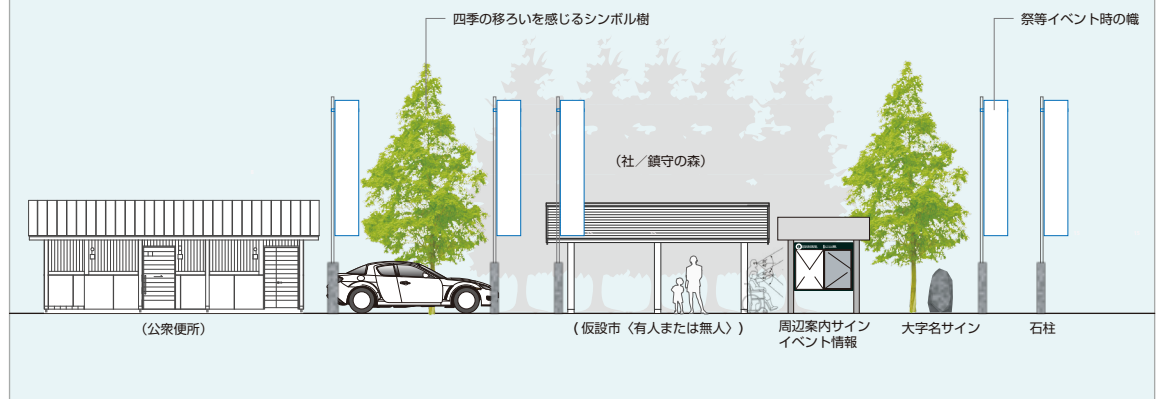 四季の移ろいを感じるシンボル樹
祭等イベント時の幟
(社／鎮守の森)
(公衆便所)
(仮設市〈有人または無人〉)
周辺案内サイン
イベント情報
大字名サイン
石柱